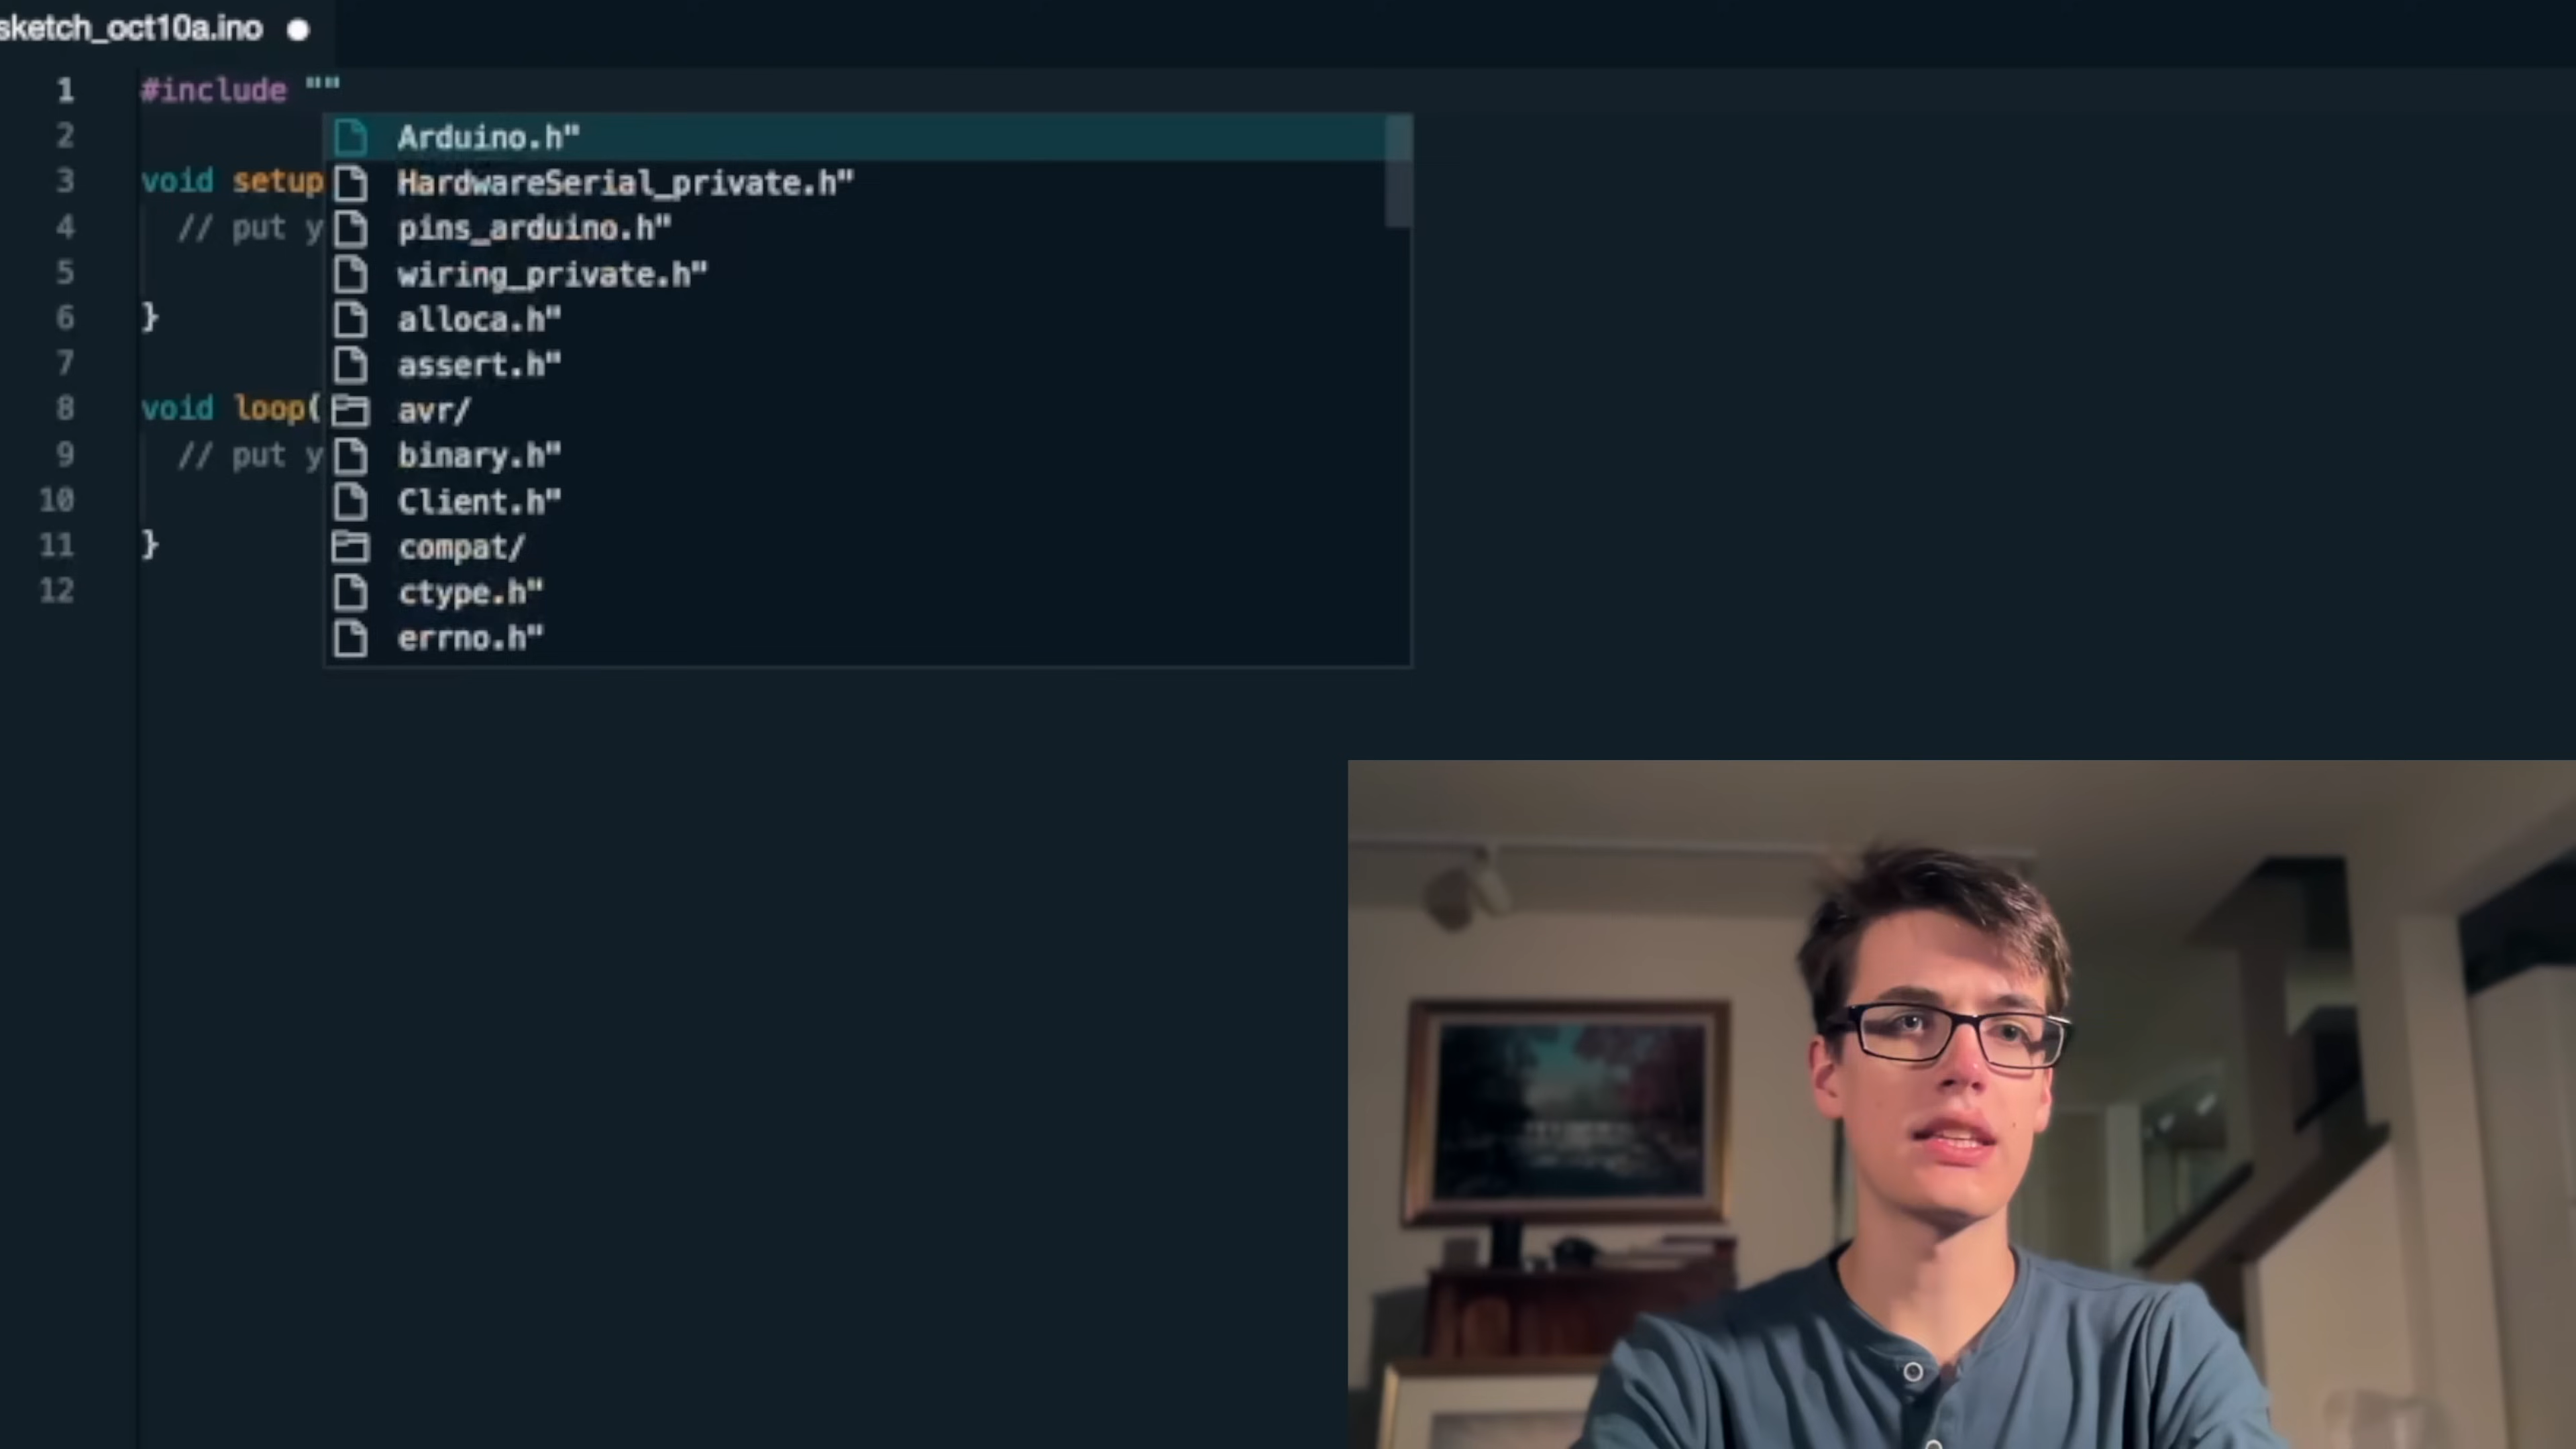 sketch_oct10a.ino
1 #include ""
2
3 void setup
4 // put y
5
6 }
7
8 void loop(
9 // put y
10
11 }
12
Arduino.h"
HardwareSerial_private.h"
pins_arduino.h"
wiring_private.h"
alloca.h"
assert.h"
avr/
binary.h"
Client.h"
compat/
ctype.h"
errno.h"